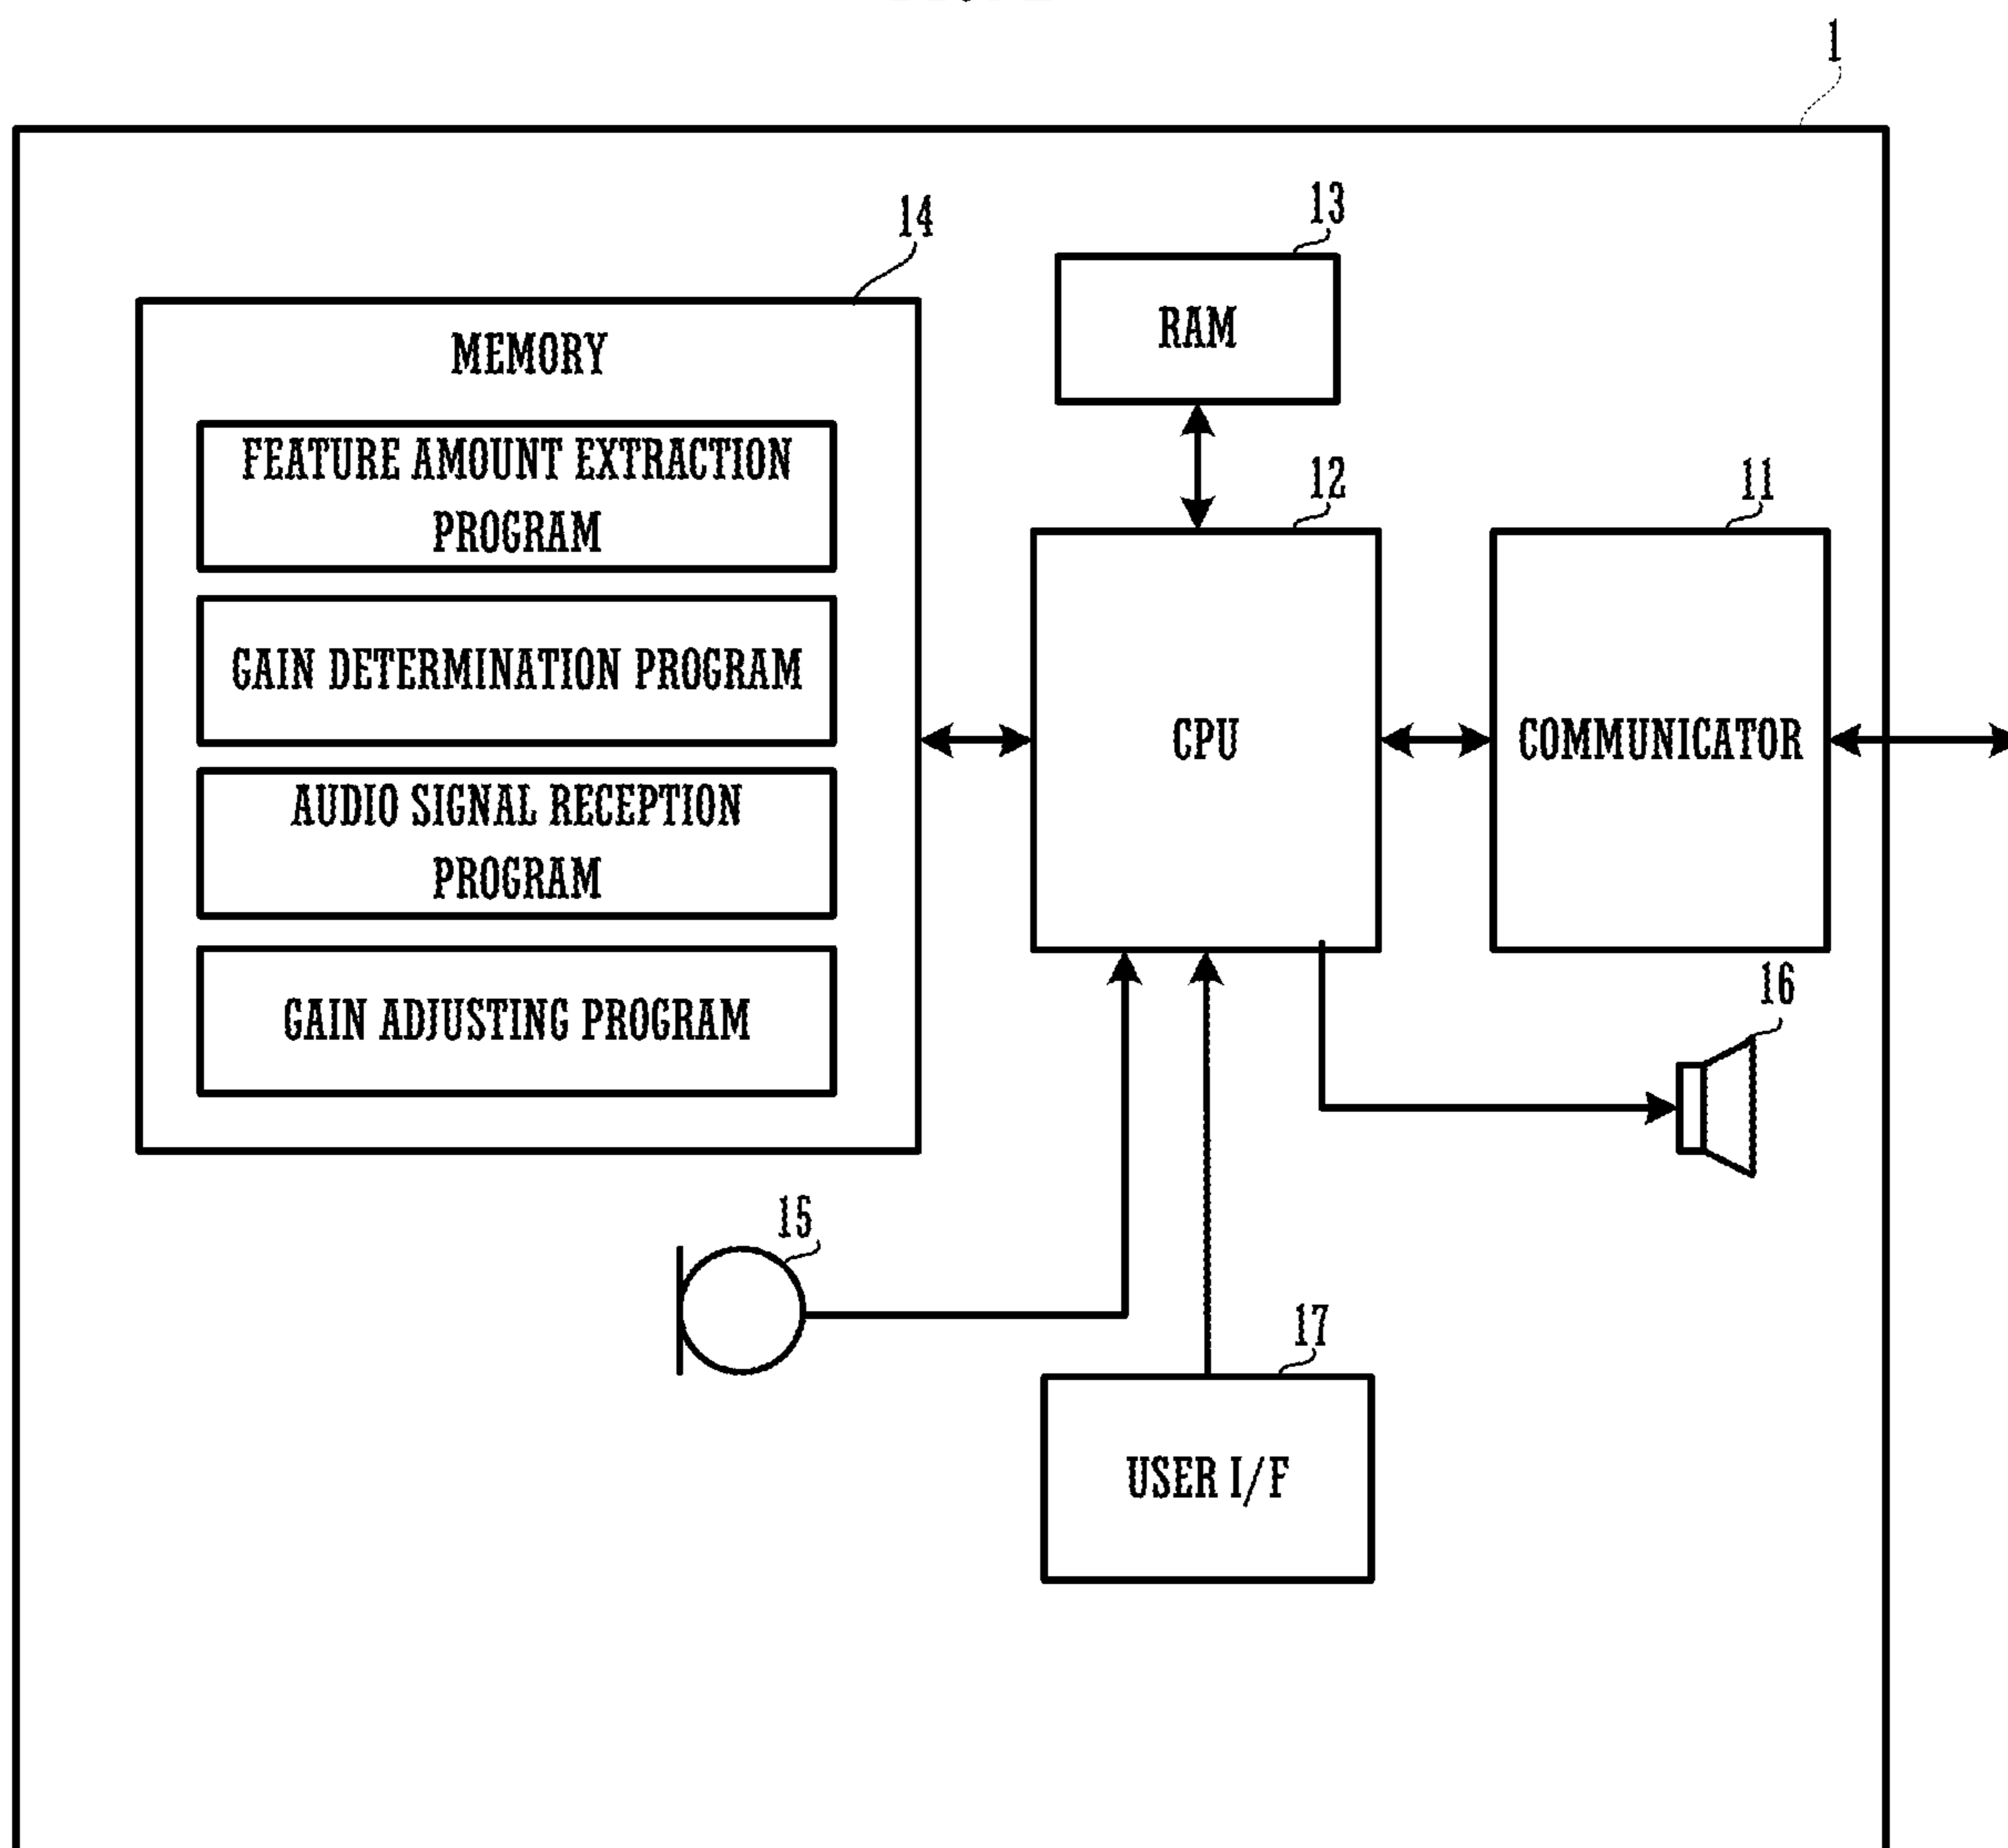 1
14
13
MEMORY
RAM
FEATURE AMOUNT EXTRACTION
PROGRAM
12
11
GAIN DETERMINATION PROGRAM
CPU
COMMUNICATOR
AUDIO SIGNAL RECEPTION
PROGRAM
GAIN ADJUSTING PROGRAM
16
15
17
USER I/F